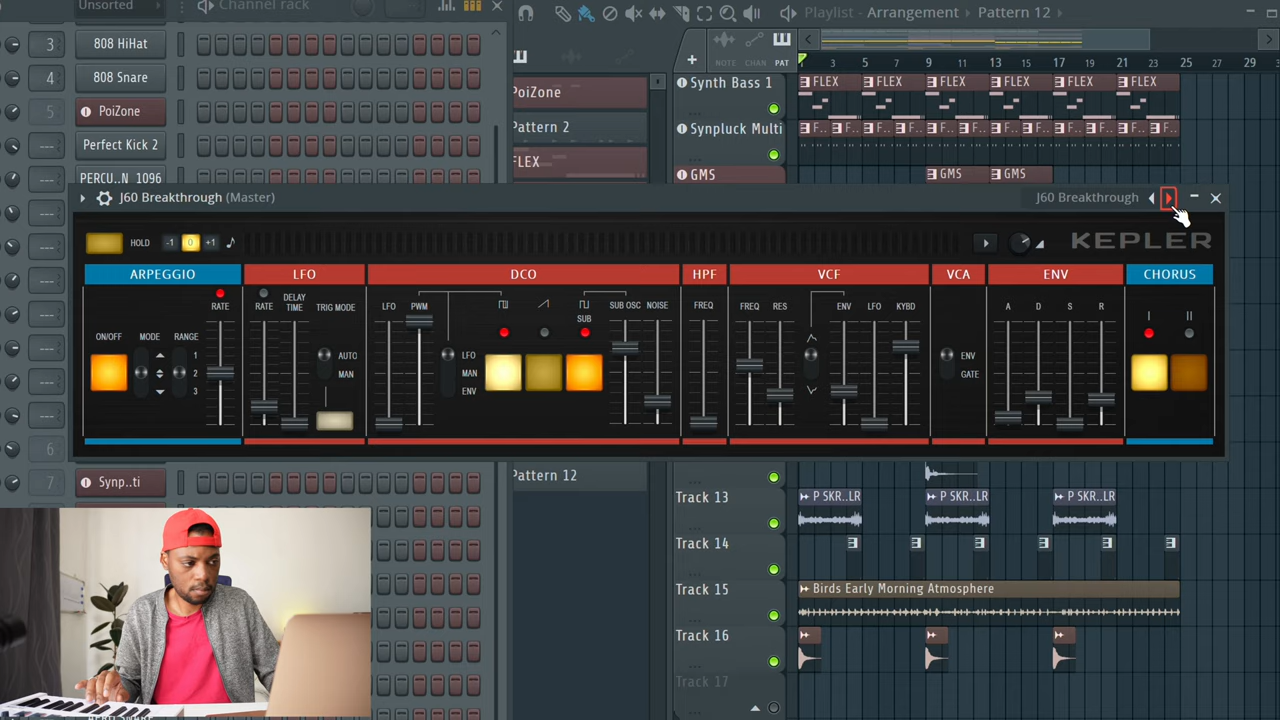 Unsorted
Channel rack
Playlist - Arrangement › Pattern 12
3
808 HiHat
4
808 Snare
5
PoiZone
Perfect Kick 2
PERCU_N_1096
PoiZone
Pattern 2
FLEX
NOTE CHAN PAT
1 3 5 7 9 11 13 15 17 19 21 23 25 27 29
Synth Bass 1
FLEX FLEX FLEX FLEX FLEX FLEX
Synpluck Multi
F.. F.. F.. F.. F.. F.. F.. F.. F.. F.. F.. F
GMS
GMS GMS
J60 Breakthrough (Master)
J60 Breakthrough
HOLD
-1 0 +1
KEPLER
ARPEGGIO
LFO
DCO
HPF
VCF
VCA
ENV
CHORUS
RATE
ON/OFF MODE RANGE
1
2
3
RATE
DELAY TIME
TRIG MODE
AUTO
MAN
LFO PWM
SUB
LFO
MAN
ENV
SUB OSC NOISE
FREQ
FREQ RES
ENV LFO KYBD
ENV
GATE
A D S R
I II
6
7
Synp..ti
Pattern 12
Track 13
P SKR..LR P SKR..LR P SKR..LR
Track 14
Track 15
Birds Early Morning Atmosphere
Track 16
Track 17